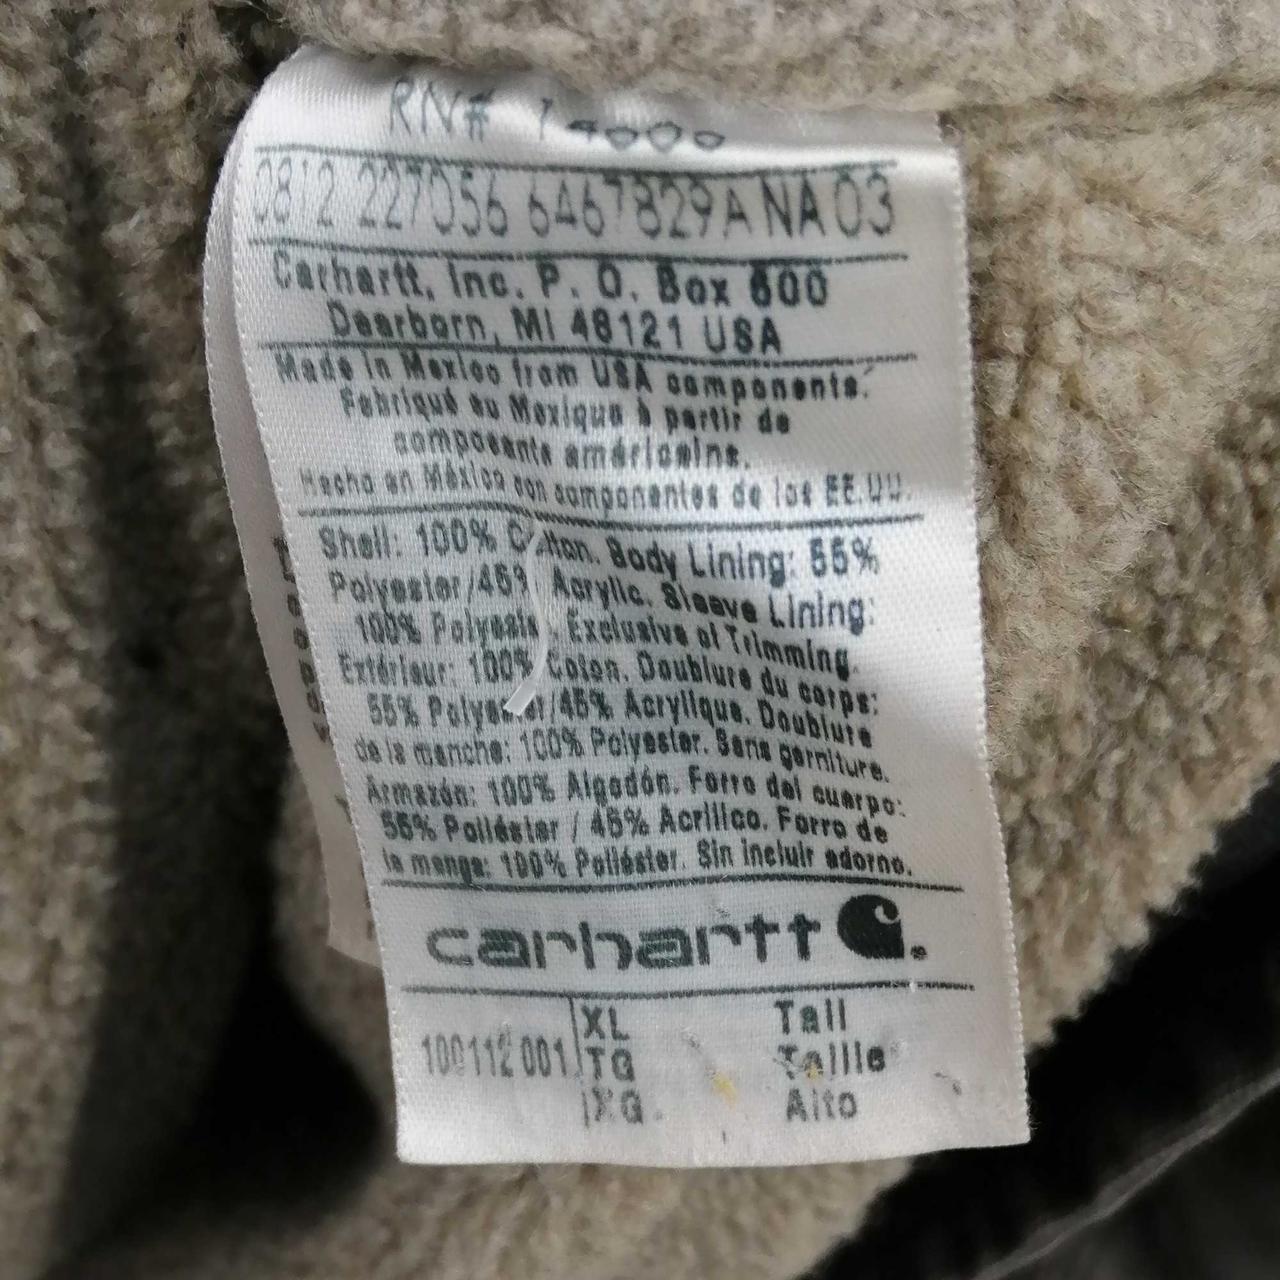 RN#
0812 227056 6467829A NA 03
Carhartt, Inc. P. O. Box 600
Dearborn, MI 48121 USA
Made in Mexico from USA components.
Fabriqué au Mexique à partir de
composants américains.
Hecho en México con componentes de los EE.UU.
Shell: 100% Cotton. Body Lining: 55%
Polyester/45% Acrylic. Sleeve Lining:
100% Polyester. Exclusive of Trimming.
Extérieur: 100% Coton. Doublure du corps:
55% Polyester/45% Acrylique. Doublure
de la manche: 100% Polyester. Sans garniture.
Armazón: 100% Algodón. Forro del cuerpo:
55% Poliéster / 45% Acrílico. Forro de
la manga: 100% Poliéster. Sin incluir adorno.
carhartt
100112 001 XL Tall
TG Taille
XG Alto